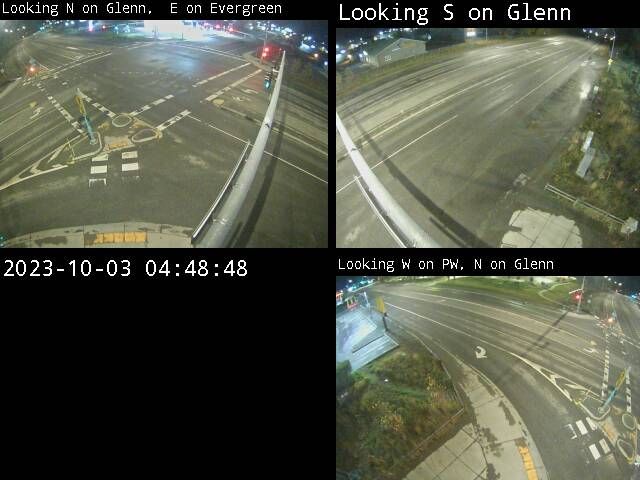 Looking N on Glenn,  E on Evergreen
Looking S on Glenn
2023-10-03 04:48:48
Looking W on PW, N on Glenn